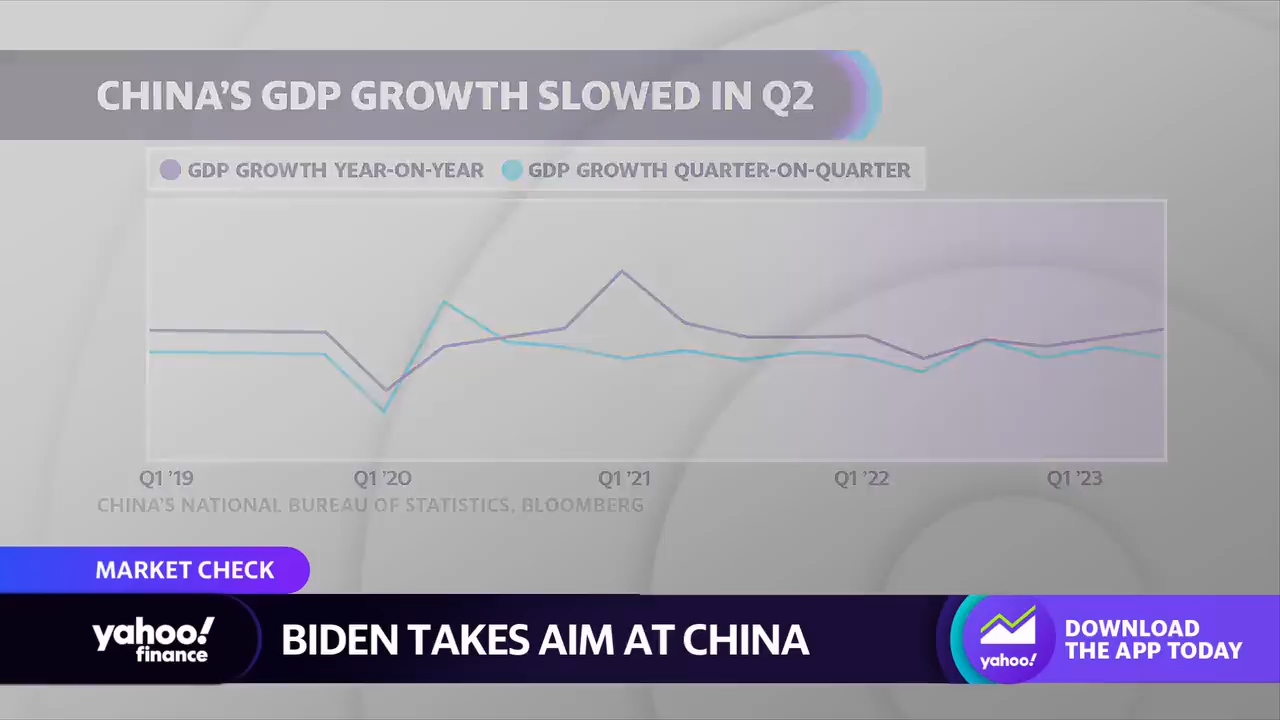 CHINA'S GDP GROWTH SLOWED IN Q2
GDP GROWTH YEAR-ON-YEAR GDP GROWTH QUARTER-ON-QUARTER
Q1 '19 Q1 '20 Q1 '21 Q1 '22 Q1 '23
CHINA'S NATIONAL BUREAU OF STATISTICS, BLOOMBERG
MARKET CHECK
yahoo!
finance
BIDEN TAKES AIM AT CHINA
yahoo!
DOWNLOAD
THE APP TODAY